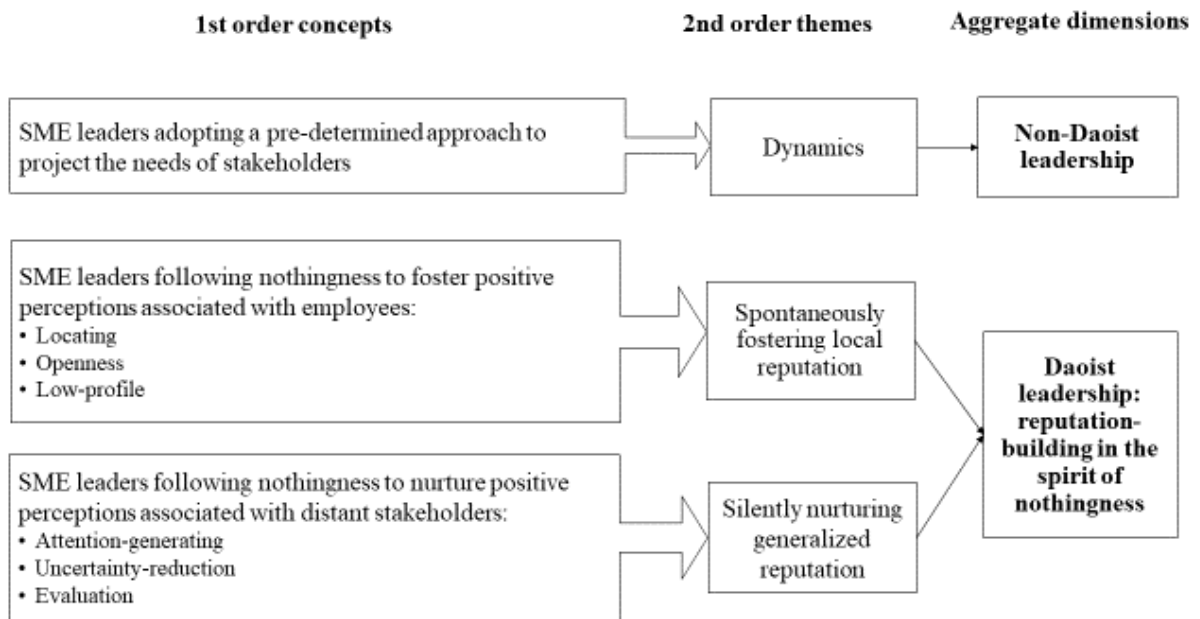 1st order concepts
2nd order themes
Aggregate dimensions
SME leaders adopting a pre-determined approach to
project the needs of stakeholders
Dynamics
Non-Daoist
leadership
SME leaders following nothingness to foster positive
perceptions associated with employees:
• Locating
• Openness
• Low-profile
Spontaneously
fostering local
reputation
SME leaders following nothingness to nurture positive
perceptions associated with distant stakeholders:
• Attention-generating
• Uncertainty-reduction
• Evaluation
Silently nurturing
generalized
reputation
Daoist
leadership:
reputation-
building in the
spirit of
nothingness